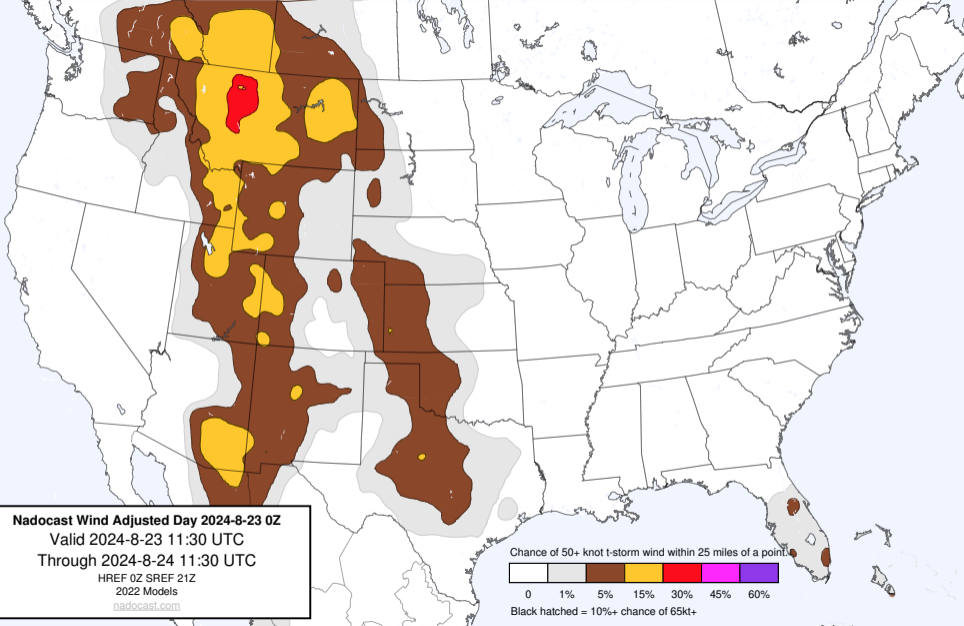 Nadocast Wind Adjusted Day 2024-8-23 0Z
Valid 2024-8-23 11:30 UTC
Through 2024-8-24 11:30 UTC
HREF 0Z SREF 21Z
2022 Models
nadocast.com
Chance of 50+ knot t-storm wind within 25 miles of a point.
0 1% 5% 15% 30% 45% 60%
Black hatched = 10%+ chance of 65kt+